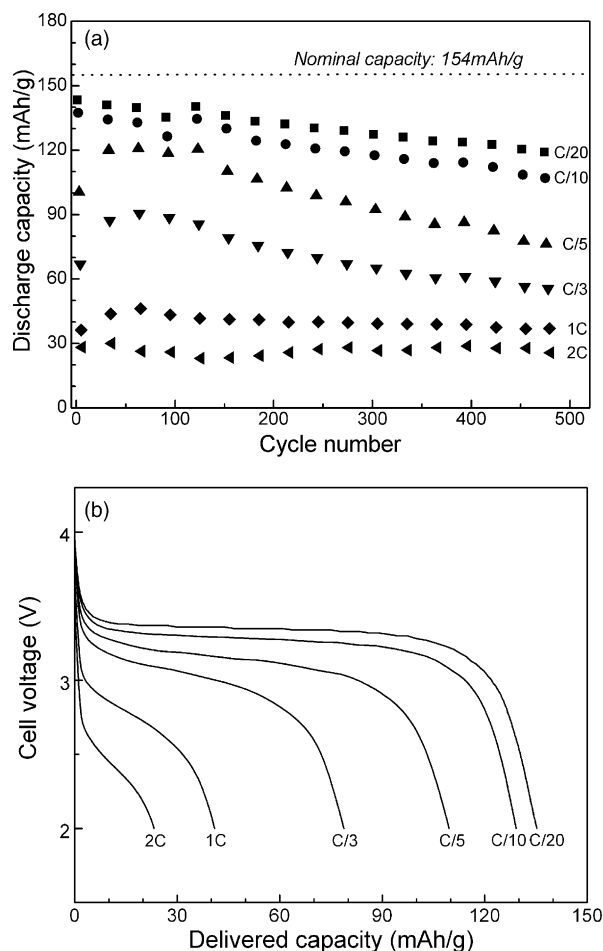 (a)
Nominal capacity: 154mAh/g
Discharge capacity (mAh/g)
180
150
120
90
60
30
0
C/20
C/10
C/5
C/3
1C
2C
0 100 200 300 400 500
Cycle number
(b)
Cell voltage (V)
4
3
2
2C 1C C/3 C/5 C/10 C/20
0 30 60 90 120 150
Delivered capacity (mAh/g)